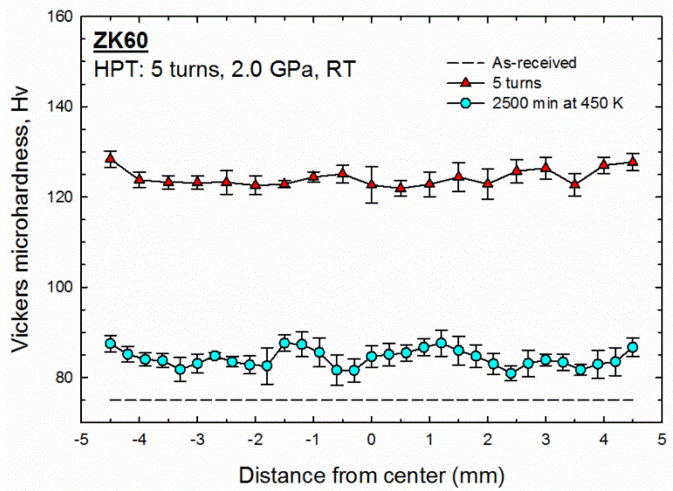 160
140
120
100
80
Vickers microhardness, Hv
ZK60
HPT: 5 turns, 2.0 GPa, RT
As-received
5 turns
2500 min at 450 K
-5 -4 -3 -2 -1 0 1 2 3 4 5
Distance from center (mm)